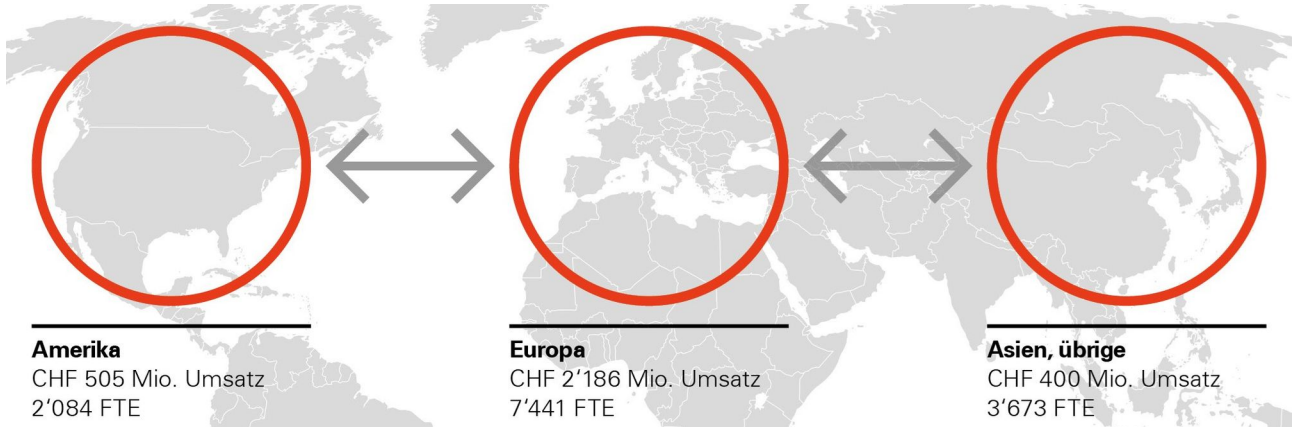 Amerika
CHF 505 Mio. Umsatz
2‘084 FTE
Europa
CHF 2‘186 Mio. Umsatz
7‘441 FTE
Asien, übrige
CHF 400 Mio. Umsatz
3‘673 FTE